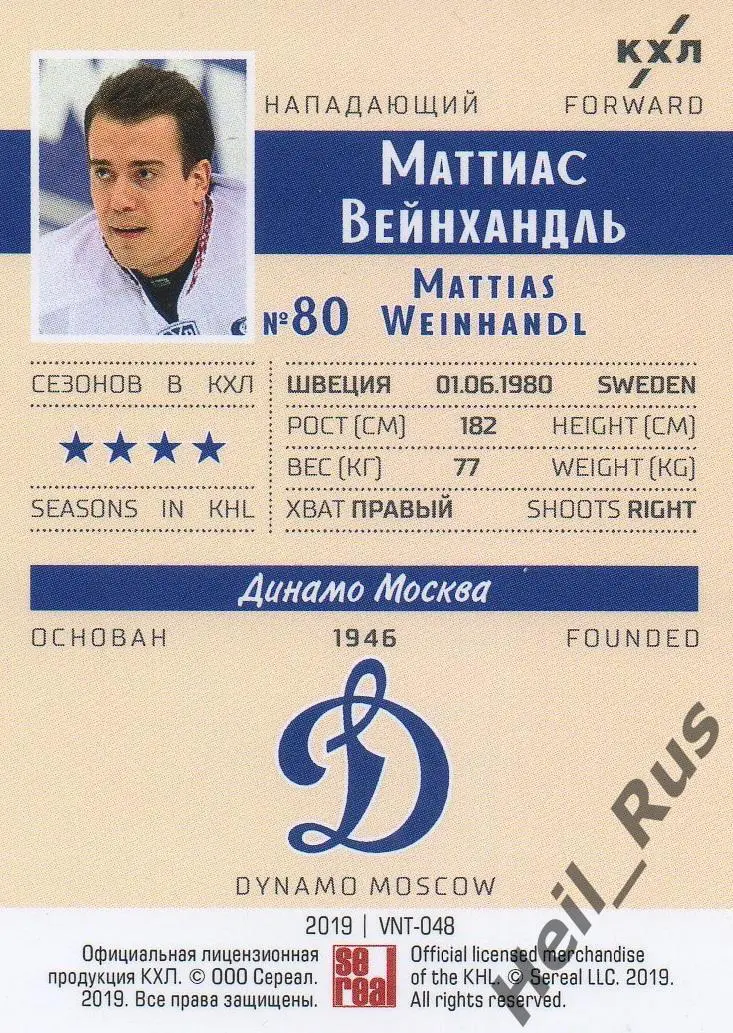 КХЛ
НАПАДАЮЩИЙ FORWARD
МАТТИАС
ВЕЙНХАНДЛЬ
№80 MATTIAS
WEINHANDL
СЕЗОНОВ В КХЛ
SEASONS IN KHL
ШВЕЦИЯ 01.06.1980 SWEDEN
РОСТ (СМ) 182 HEIGHT (CM)
ВЕС (КГ) 77 WEIGHT (KG)
ХВАТ ПРАВЫЙ SHOOTS RIGHT
Динамо Москва
ОСНОВАН 1946 FOUNDED
D
DYNAMO MOSCOW
2019 | VNT-048
Официальная лицензионная
продукция КХЛ. © ООО Сереал.
2019. Все права защищены.
se
real
Official licensed merchandise
of the KHL. © Sereal LLC. 2019.
All rights reserved.
Heil_Rus